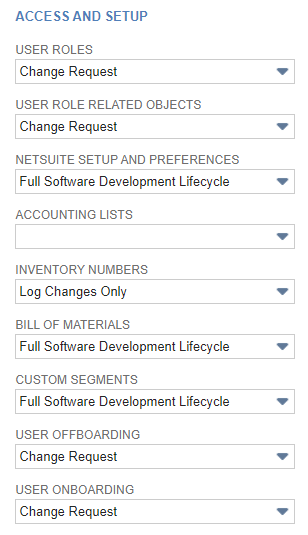 ACCESS AND SETUP
USER ROLES
Change Request
USER ROLE RELATED OBJECTS
Change Request
NETSUITE SETUP AND PREFERENCES
Full Software Development Lifecycle
ACCOUNTING LISTS
INVENTORY NUMBERS
Log Changes Only
BILL OF MATERIALS
Full Software Development Lifecycle
CUSTOM SEGMENTS
Full Software Development Lifecycle
USER OFFBOARDING
Change Request
USER ONBOARDING
Change Request